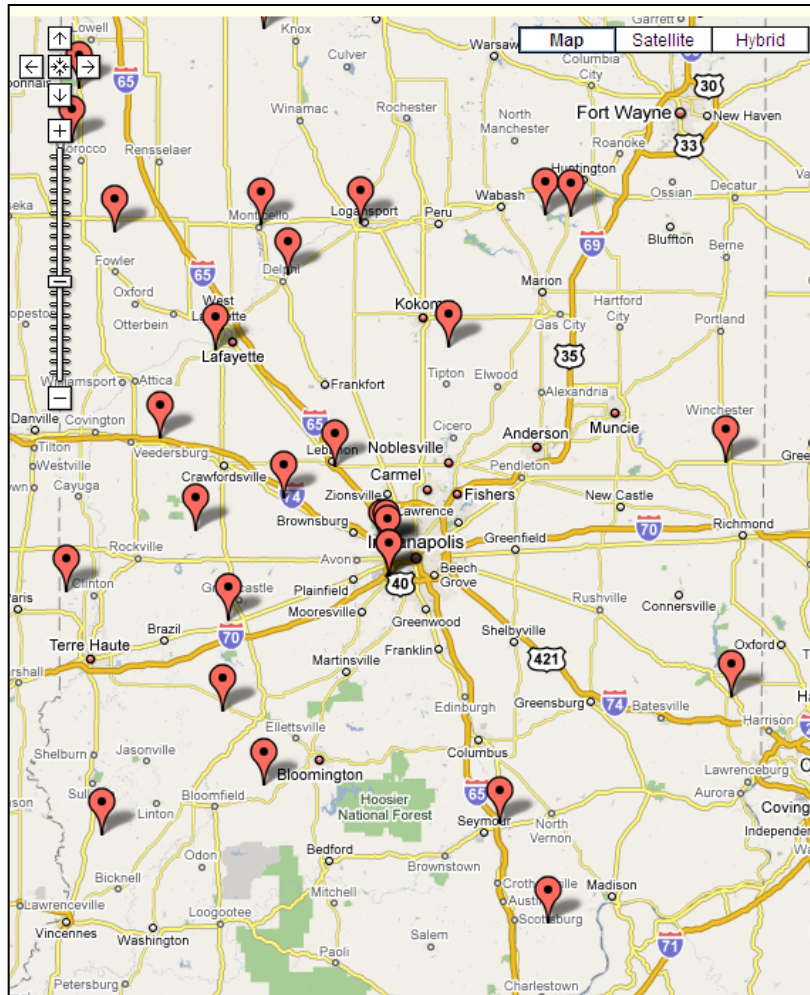 Lowell
Knox
Garrett
Warsaw
Map
Satellite
Hybrid
Culver
Columbia
City
30
65
Winamac
Rochester
North
Manchester
Fort Wayne
New Haven
Rensselaer
Roanoke
33
Huntington
Wabash
Ossian
Decatur
Monticello
Logansport
Peru
Bluffton
69
Berne
Fowler
65
Delphi
Marion
Oxford
West
Lafayette
Kokomo
Hartford
City
Otterbein
Gas City
Portland
Lafayette
35
Attica
Frankfort
Tipton
Elwood
Alexandria
Danville
Covington
65
Cicero
Muncie
Winchester
Tilton
Veedersburg
Lebanon
Noblesville
Anderson
Westville
Crawfordsville
Carmel
Pendleton
Cayuga
74
Zionsville
Fishers
New Castle
Brownsburg
Lawrence
70
Richmond
Rockville
Avon
Indianapolis
Greenfield
Clinton
Plainfield
40
Beech
Grove
Connersville
Paris
Greencastle
Mooresville
Rushville
Brazil
70
Greenwood
Shelbyville
Oxford
Terre Haute
Martinsville
Franklin
421
Edinburgh
Greensburg
74
Batesville
Harrison
Ellettsville
Columbus
Shelburn
Jasonville
Bloomington
Lawrenceburg
Aurora
Linton
Bloomfield
Hoosier
National Forest
65
Seymour
North
Vernon
Coving
Independen
Odon
Bedford
Brownstown
Bicknell
Mitchell
Madison
Lawrenceville
Loogootee
Austin
Scottsburg
Vincennes
Washington
Salem
71
Paoli
Petersburg
Charlestown